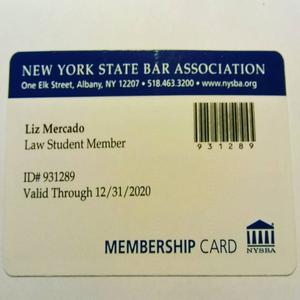 NEW YORK STATE BAR ASSOCIATION
One Elk Street, Albany, NY 12207 • 518.463.3200 • www.nysba.org
Liz Mercado
Law Student Member
931289
ID# 931289
Valid Through 12/31/2020
MEMBERSHIP CARD
NYSBA